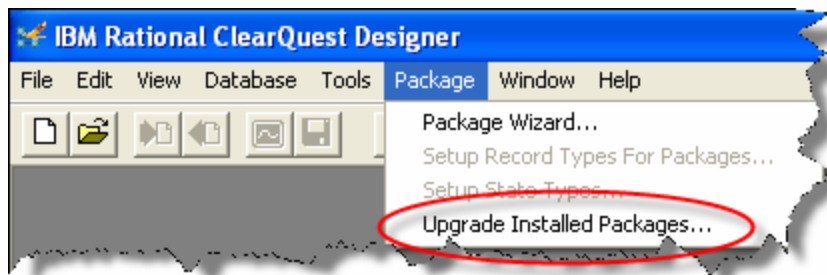 IBM Rational ClearQuest Designer
File Edit View Database Tools Package Window Help
Package Wizard...
Setup Record Types For Packages...
Setup State Types...
Upgrade Installed Packages...